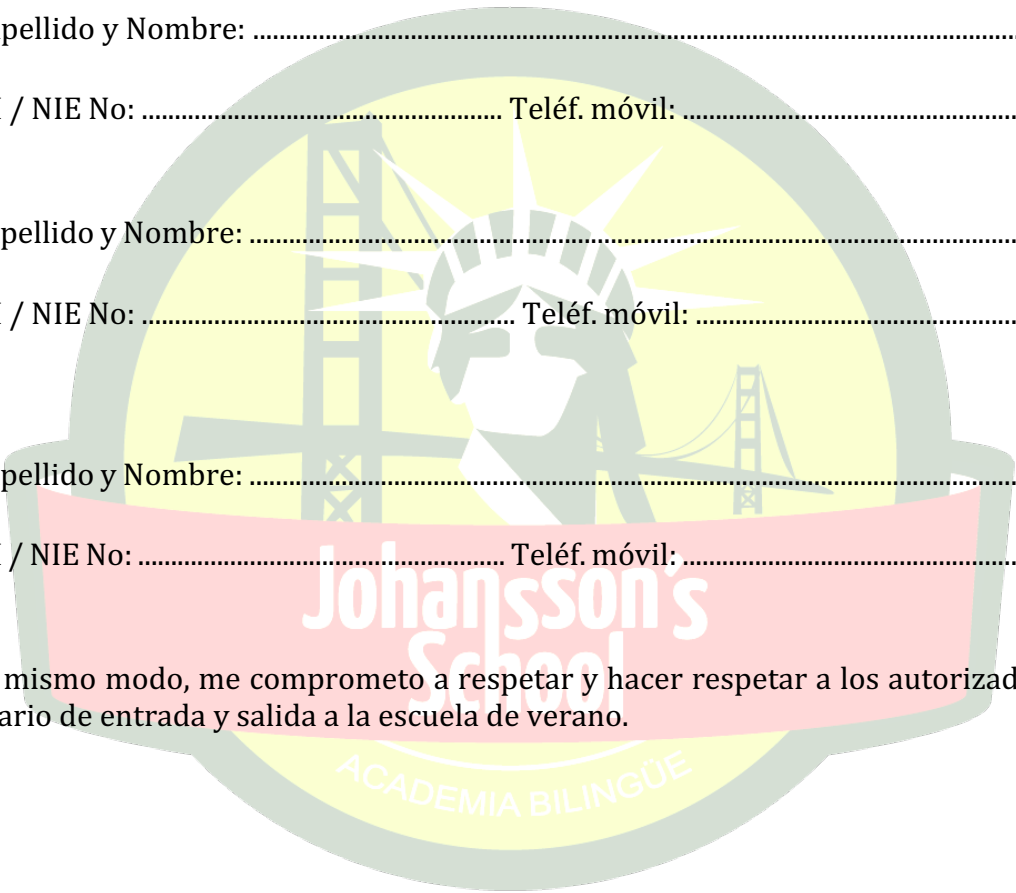 pellido y Nombre: ................................................................................................................
/ NIE No: ...................................................... Teléf. móvil: ..................................................
pellido y Nombre: ................................................................................................................
/ NIE No: ........................................................ Teléf. móvil: ................................................
pellido y Nombre: ................................................................................................................
/ NIE No: ....................................................... Teléf. móvil: ..................................................
Johansson's
School
mismo modo, me comprometo a respetar y hacer respetar a los autorizad
ario de entrada y salida a la escuela de verano.
ACADEMIA BILINGÜE